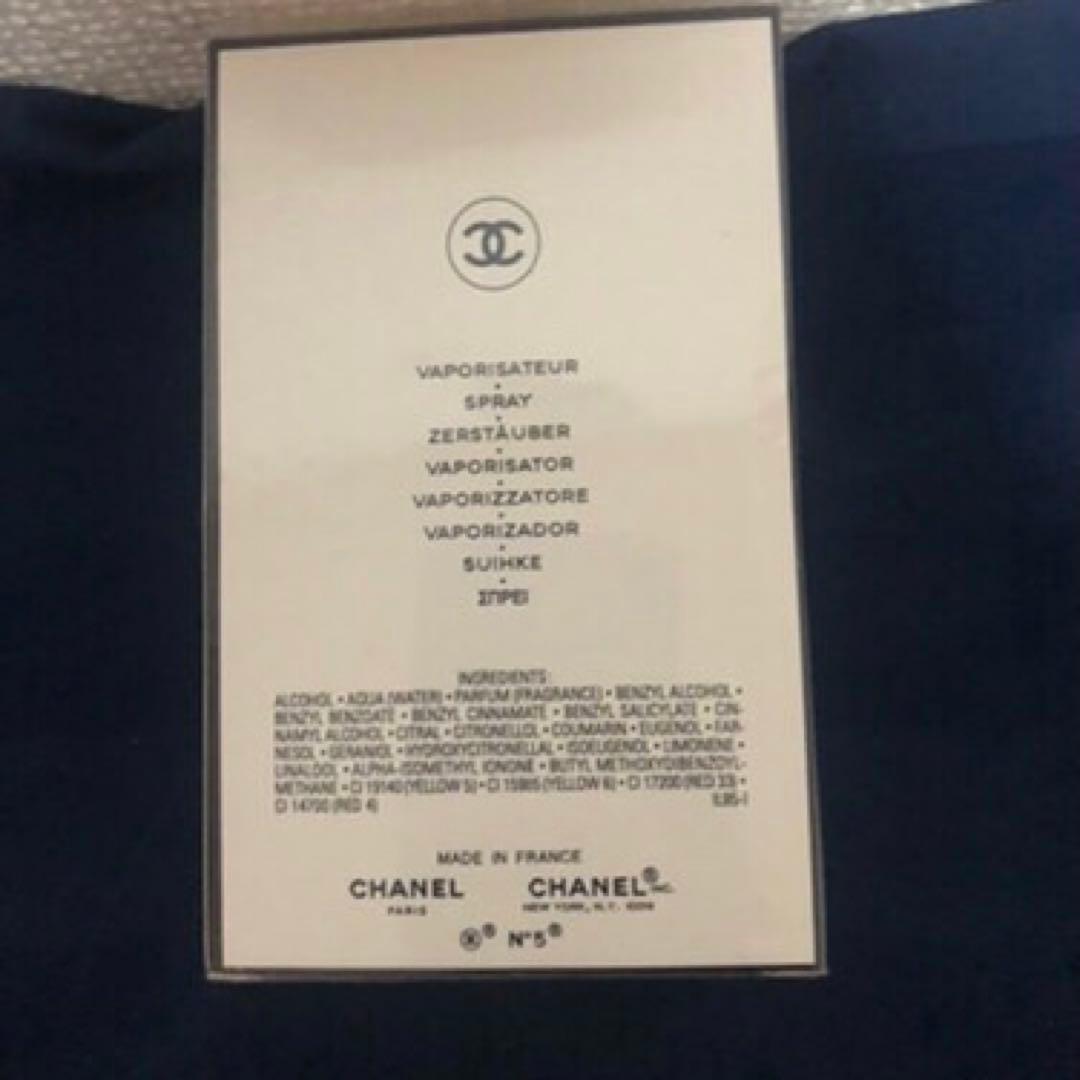 VAPORISATEUR
•
SPRAY
•
ZERSTÄUBER
•
VAPORISATOR
•
VAPORIZZATORE
•
VAPORIZADOR
•
SUIHKE
•
ΣΠΡΕΙ
INGREDIENTS:
ALCOHOL • AQUA (WATER) • PARFUM (FRAGRANCE) • BENZYL ALCOHOL •
BENZYL BENZOATE • BENZYL CINNAMATE • BENZYL SALICYLATE • CIN-
NAMYL ALCOHOL • CITRAL • CITRONELLOL • COUMARIN • EUGENOL • FAR-
NESOL • GERANIOL • HYDROXYCITRONELLAL • ISOEUGENOL • LIMONENE •
LINALOOL • ALPHA-ISOMETHYL IONONE • BUTYL METHOXYDIBENZOYL-
METHANE • CI 19140 (YELLOW 5) • CI 15985 (YELLOW 6) • CI 17200 (RED 33) •
CI 14700 (RED 4)
MADE IN FRANCE
CHANEL CHANEL® INC.
PARIS NEW YORK, N.Y.
® N°5®